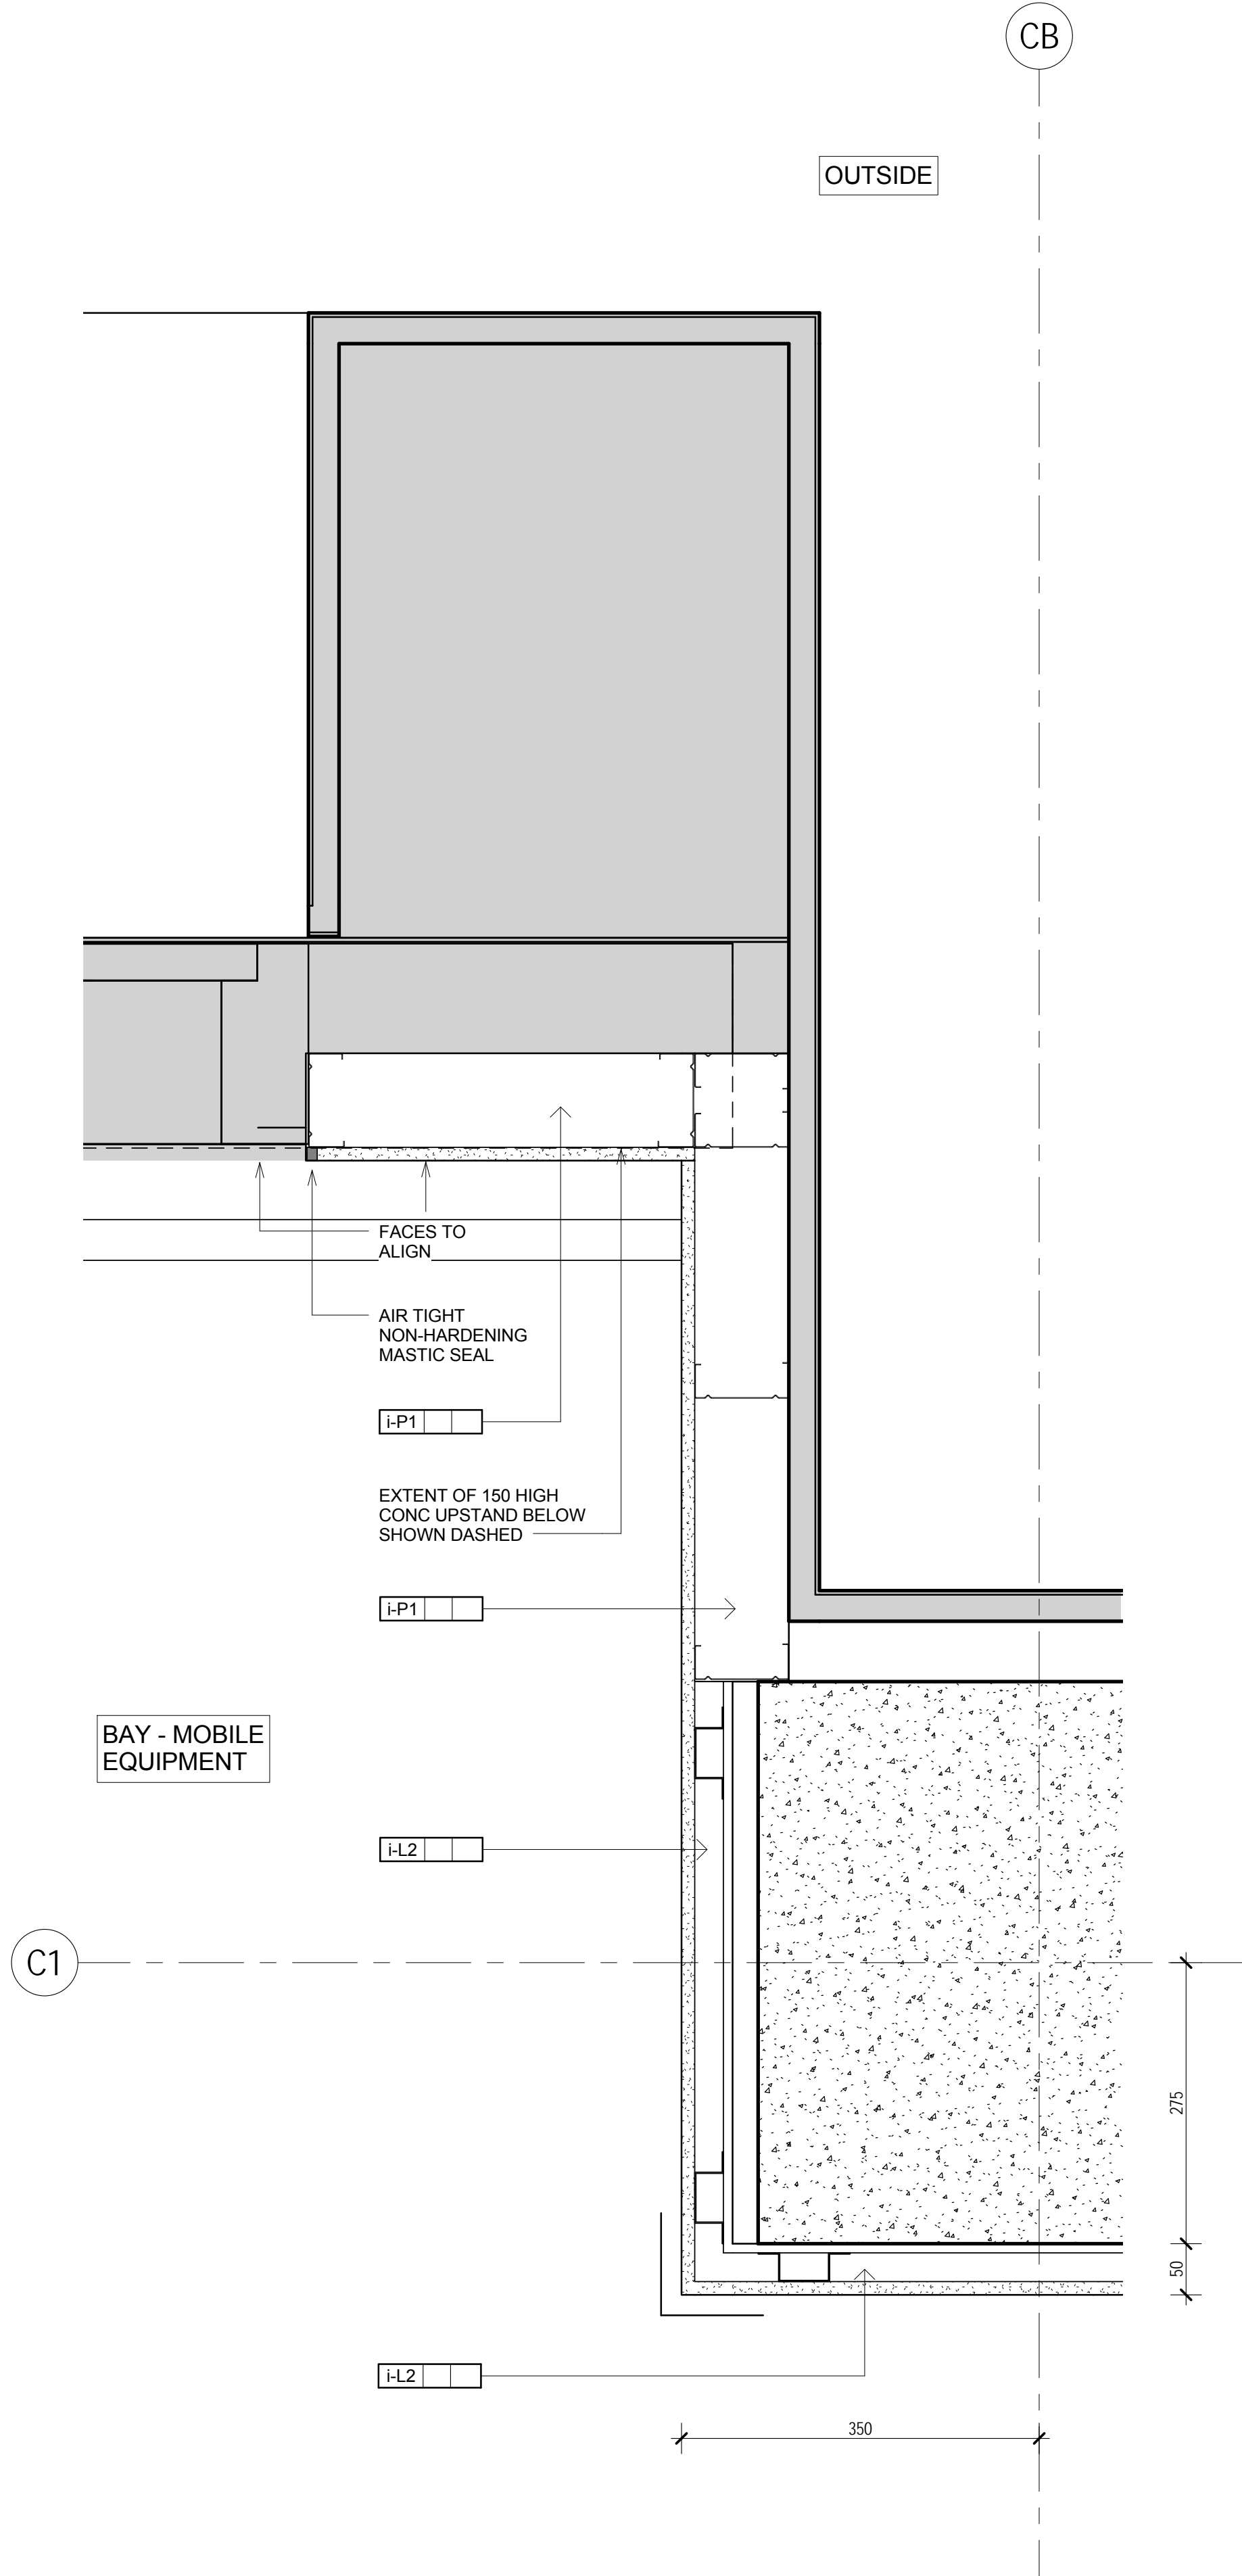 CB
OUTSIDE
FACES TO
ALIGN
AIR TIGHT
NON-HARDENING
MASTIC SEAL
i-P1
EXTENT OF 150 HIGH
CONC UPSTAND BELOW
SHOWN DASHED
i-P1
BAY - MOBILE
EQUIPMENT
i-L2
C1
275
50
i-L2
350